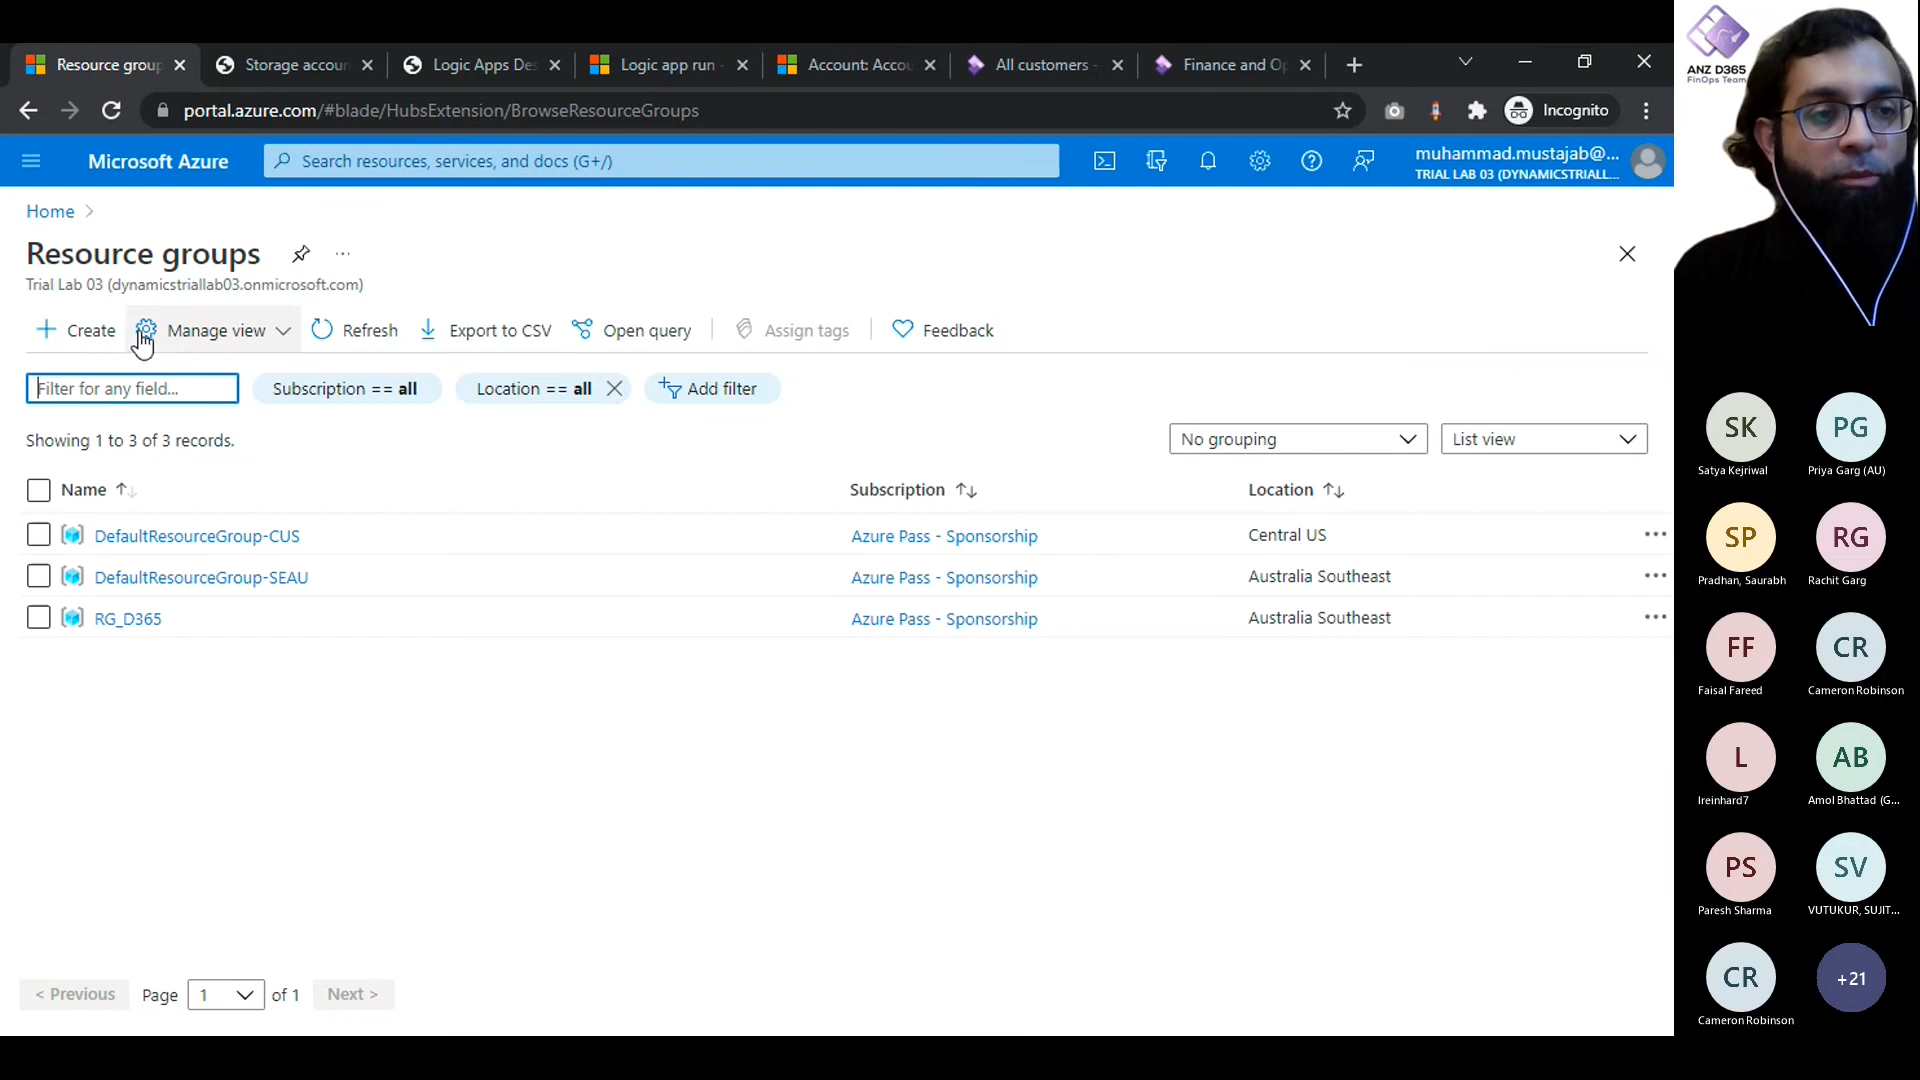 Resource group
Storage accoun
Logic Apps Des
Logic app run -
Account: Accou
All customers -
Finance and Op
portal.azure.com/#blade/HubsExtension/BrowseResourceGroups
Incognito
Microsoft Azure
Search resources, services, and docs (G+/)
muhammad.mustajab@...
TRIAL LAB 03 (DYNAMICSTRIALL...
Home
Resource groups
...
Trial Lab 03 (dynamicstriallab03.onmicrosoft.com)
Create
Manage view
Refresh
Export to CSV
Open query
Assign tags
Feedback
Filter for any field...
Subscription == all
Location == all
Add filter
Showing 1 to 3 of 3 records.
No grouping
List view
Name
Subscription
Location
DefaultResourceGroup-CUS
Azure Pass - Sponsorship
Central US
DefaultResourceGroup-SEAU
Azure Pass - Sponsorship
Australia Southeast
RG_D365
Azure Pass - Sponsorship
Australia Southeast
< Previous
Page
1
of 1
Next >
ANZ D365
FinOps Team
SK
Satya Kejriwal
PG
Priya Garg (AU)
SP
Pradhan, Saurabh
RG
Rachit Garg
FF
Faisal Fareed
CR
Cameron Robinson
L
lreinhard7
AB
Amol Bhattad (G...
PS
Paresh Sharma
SV
VUTUKUR, SUJIT...
CR
Cameron Robinson
+21